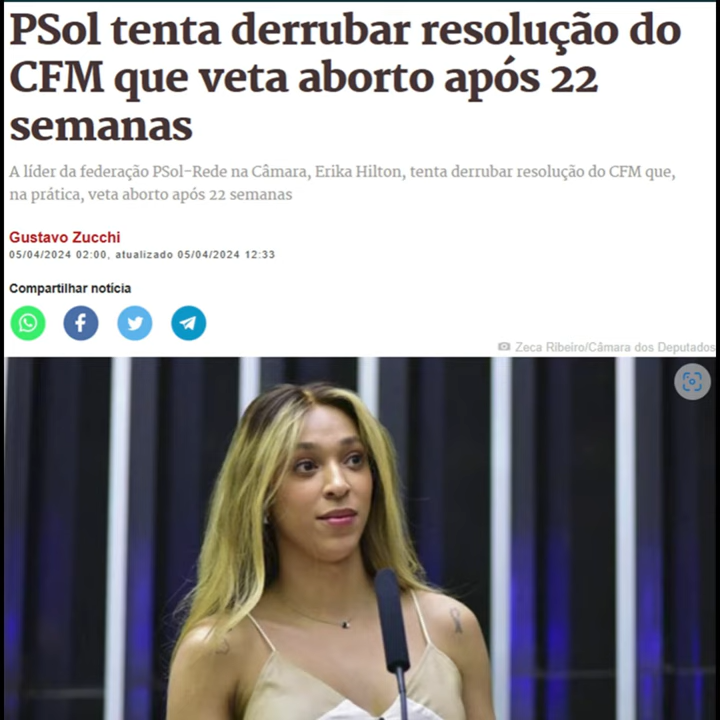 PSol tenta derrubar resolução do
CFM que veta aborto após 22
semanas
A líder da federação PSol-Rede na Câmara, Erika Hilton, tenta derrubar resolução do CFM que,
na prática, veta aborto após 22 semanas
Gustavo Zucchi
05/04/2024 02:00, atualizado 05/04/2024 12:33
Compartilhar notícia
Zeca Ribeiro/Câmara dos Deputados